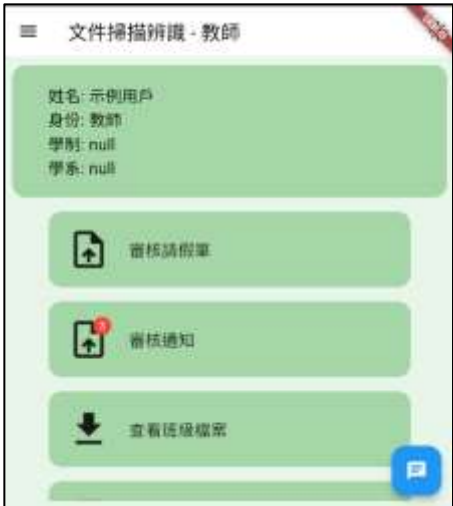 文件掃描辨識 - 教師
姓名: 示例用戶
身份: 教師
學制: null
學系: null
審核請假單
審核通知
查看班級檔案